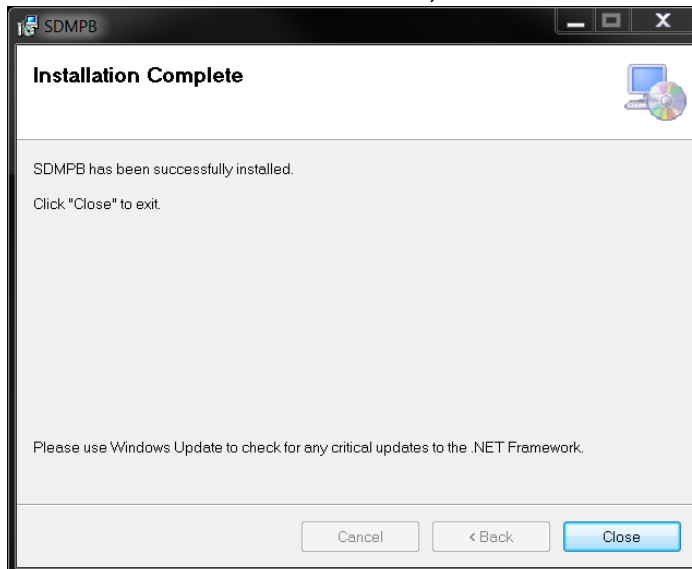 SDMPB
Installation Complete
SDMPB has been successfully installed.
Click "Close" to exit.
Please use Windows Update to check for any critical updates to the .NET Framework.
Cancel
< Back
Close